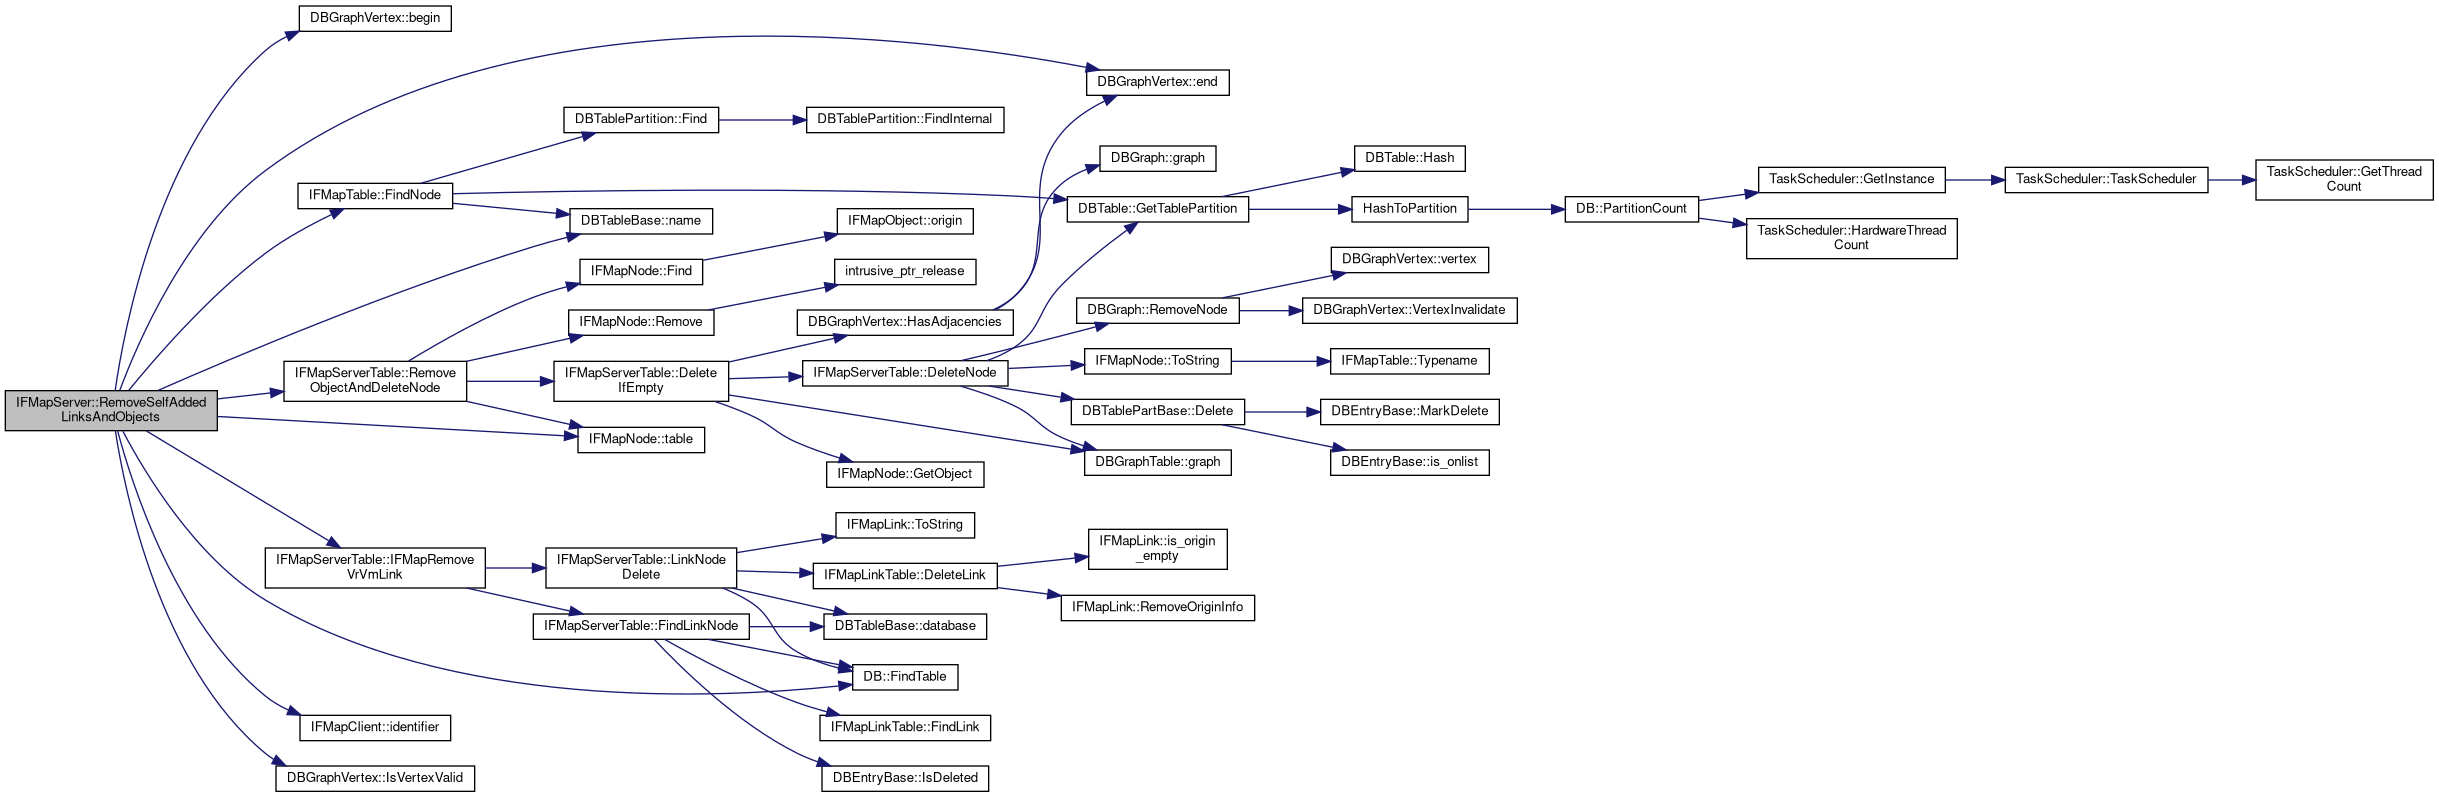 DBGraphVertex::begin
DBGraphVertex::end
DBTablePartition::Find
DBTablePartition::FindInternal
DBGraph::graph
DBTable::Hash
IFMapTable::FindNode
TaskScheduler::GetInstance
TaskScheduler::TaskScheduler
TaskScheduler::GetThread
Count
DBTableBase::name
IFMapObject::origin
DBTable::GetTablePartition
HashToPartition
DB::PartitionCount
TaskScheduler::HardwareThread
Count
IFMapNode::Find
intrusive_ptr_release
DBGraphVertex::vertex
IFMapNode::Remove
DBGraphVertex::HasAdjacencies
DBGraph::RemoveNode
DBGraphVertex::VertexInvalidate
IFMapServerTable::Remove
ObjectAndDeleteNode
IFMapServerTable::Delete
IfEmpty
IFMapServerTable::DeleteNode
IFMapNode::ToString
IFMapTable::Typename
IFMapServer::RemoveSelfAdded
LinksAndObjects
DBTablePartBase::Delete
DBEntryBase::MarkDelete
IFMapNode::table
IFMapNode::GetObject
DBGraphTable::graph
DBEntryBase::is_onlist
IFMapLink::ToString
IFMapServerTable::IFMapRemove
VrVmLink
IFMapServerTable::LinkNode
Delete
IFMapLinkTable::DeleteLink
IFMapLink::is_origin
_empty
IFMapLink::RemoveOriginInfo
IFMapServerTable::FindLinkNode
DBTableBase::database
DB::FindTable
IFMapClient::identifier
IFMapLinkTable::FindLink
DBGraphVertex::IsVertexValid
DBEntryBase::IsDeleted